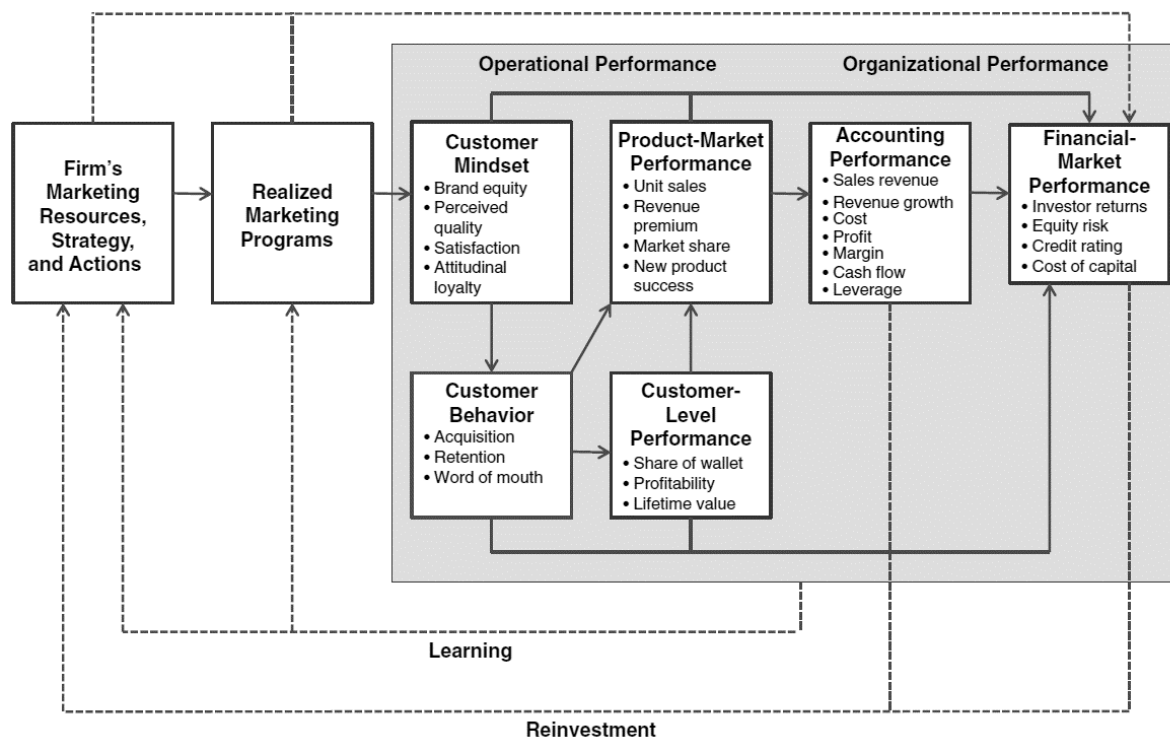 Operational Performance
Organizational Performance
Firm's
Marketing
Resources,
Strategy,
and Actions
Realized
Marketing
Programs
Customer
Mindset
• Brand equity
• Perceived
quality
• Satisfaction
• Attitudinal
loyalty
Product-Market
Performance
• Unit sales
• Revenue
premium
• Market share
• New product
success
Accounting
Performance
• Sales revenue
• Revenue growth
• Cost
• Profit
• Margin
• Cash flow
• Leverage
Financial-
Market
Performance
• Investor returns
• Equity risk
• Credit rating
• Cost of capital
Customer
Behavior
• Acquisition
• Retention
• Word of mouth
Customer-
Level
Performance
• Share of wallet
• Profitability
• Lifetime value
Learning
Reinvestment